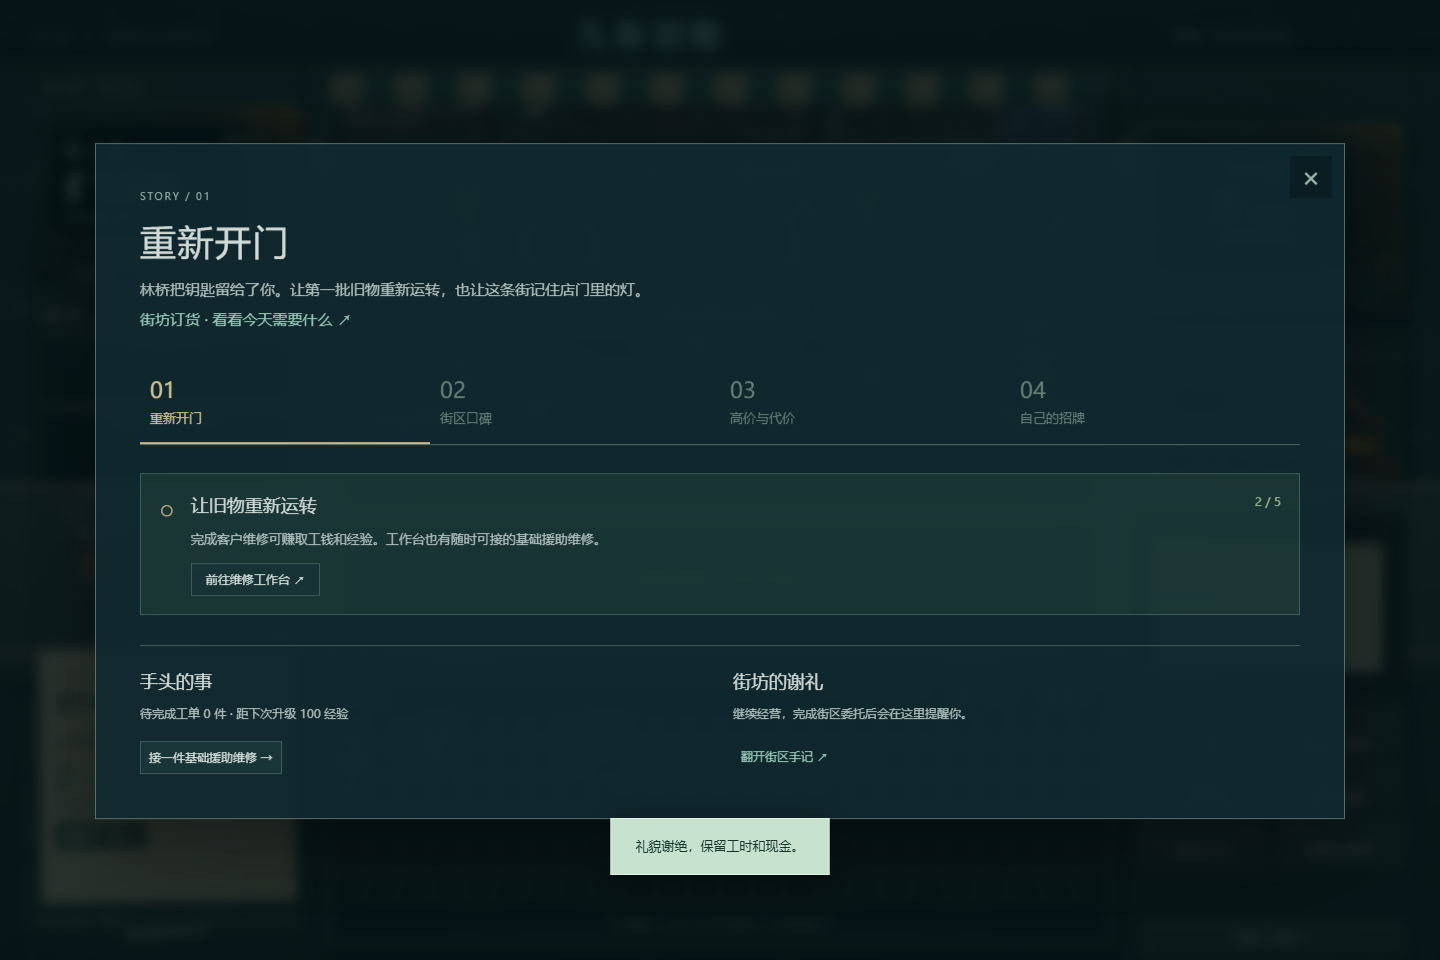 STORY / 01
重新开门
林桥把钥匙留给了你。让第一批旧物重新运转，也让这条街记住店门里的灯。
街坊订货 · 看看今天需要什么 ↗
01
重新开门
02
街区口碑
03
高价与代价
04
自己的招牌
让旧物重新运转
2 / 5
完成客户维修可赚取工钱和经验。工作台也有随时可接的基础援助维修。
前往维修工作台 ↗
手头的事
待完成工单 0 件 · 距下次升级 100 经验
接一件基础援助维修 →
街坊的谢礼
继续经营，完成街区委托后会在这里提醒你。
翻开街区手记 ↗
礼貌谢绝，保留工时和现金。